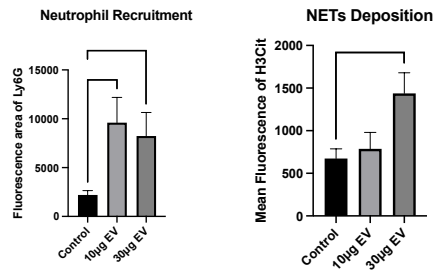 Neutrophil Recruitment
Fluorescence area of Ly6G
15000
10000
5000
0
Control
10μg EV
30μg EV
NETs Deposition
Mean Fluorescence of H3Cit
2000
1500
1000
500
0
Control
10μg EV
30μg EV